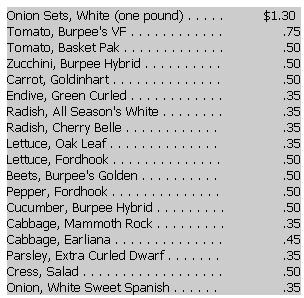 Onion Sets, White (one pound) . . . . . $1.30
Tomato, Burpee's VF . . . . . . . . . . . . .75
Tomato, Basket Pak . . . . . . . . . . . . . .50
Zucchini, Burpee Hybrid . . . . . . . . . . .50
Carrot, Goldinhart . . . . . . . . . . . . . . .50
Endive, Green Curled . . . . . . . . . . . . .35
Radish, All Season's White . . . . . . . . .35
Radish, Cherry Belle . . . . . . . . . . . . .35
Lettuce, Oak Leaf . . . . . . . . . . . . . . .35
Lettuce, Fordhook . . . . . . . . . . . . . . .50
Beets, Burpee's Golden . . . . . . . . . . .50
Pepper, Fordhook . . . . . . . . . . . . . . .50
Cucumber, Burpee Hybrid . . . . . . . . . .50
Cabbage, Mammoth Rock . . . . . . . . . .35
Cabbage, Earliana . . . . . . . . . . . . . . .45
Parsley, Extra Curled Dwarf . . . . . . . .35
Cress, Salad . . . . . . . . . . . . . . . . . .50
Onion, White Sweet Spanish . . . . . . .35